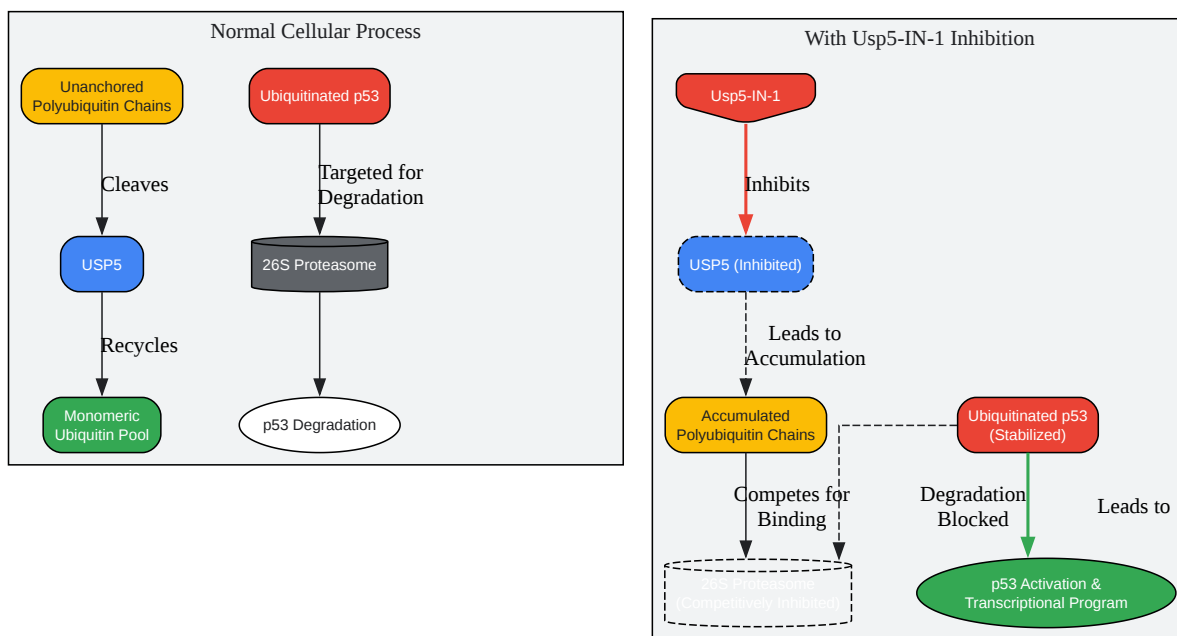 Normal Cellular Process
Unanchored
Polyubiquitin Chains
Ubiquitinated p53
Cleaves
Targeted for
Degradation
USP5
26S Proteasome
Recycles
Monomeric
Ubiquitin Pool
p53 Degradation
With Usp5-IN-1 Inhibition
Usp5-IN-1
Inhibits
USP5 (Inhibited)
Leads to
Accumulation
Accumulated
Polyubiquitin Chains
Ubiquitinated p53
(Stabilized)
Competes for
Binding
Degradation
Blocked
Leads to
26S Proteasome
(Competitively Inhibited)
p53 Activation &
Transcriptional Program